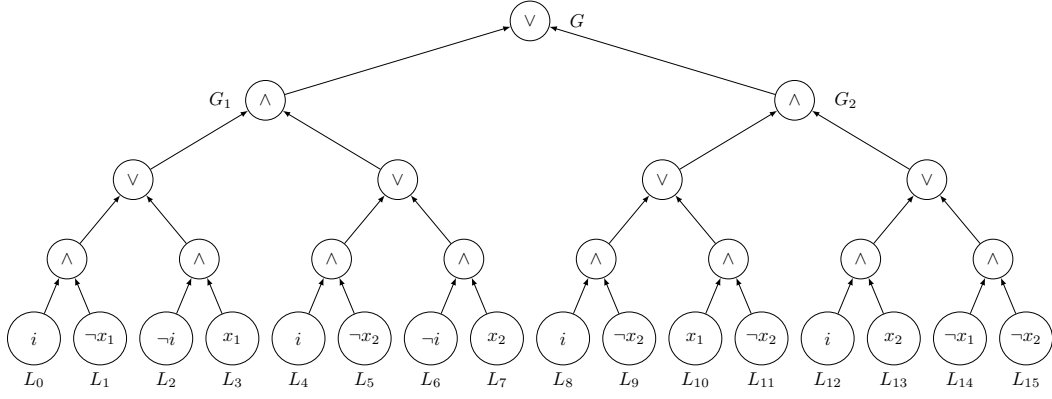 ∨ G
G₁ ∧ ∧ G₂
∨ ∨ ∨ ∨
∧ ∧ ∧ ∧ ∧ ∧ ∧ ∧
i ¬x₁ ¬i x₁ i ¬x₂ ¬i x₂ i ¬x₂ x₁ ¬x₂ i x₂ ¬x₁ ¬x₂
L₀ L₁ L₂ L₃ L₄ L₅ L₆ L₇ L₈ L₉ L₁₀ L₁₁ L₁₂ L₁₃ L₁₄ L₁₅